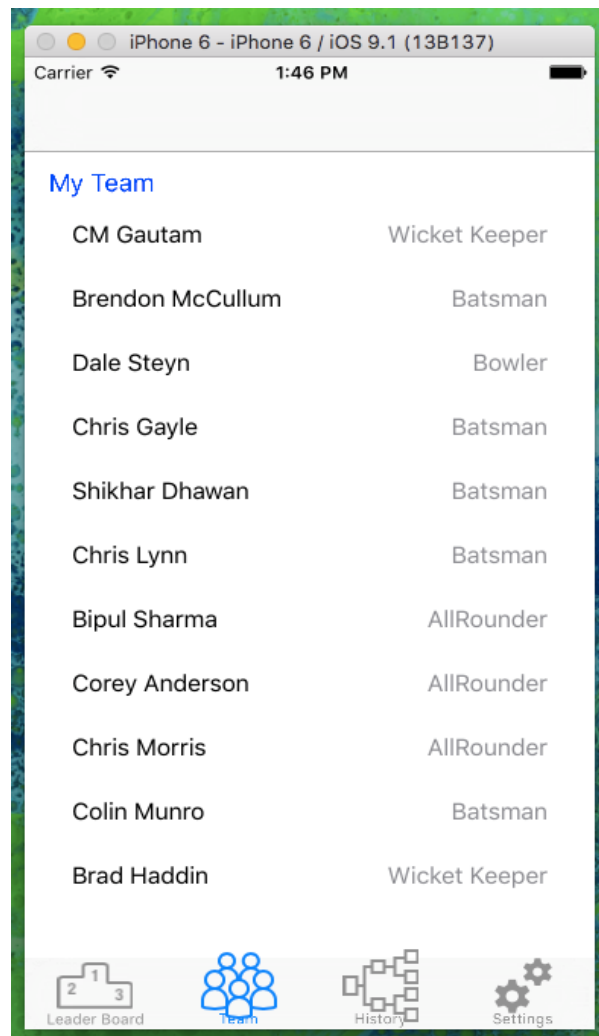 iPhone 6 - iPhone 6 / iOS 9.1 (13B137)
Carrier 1:46 PM
My Team
CM Gautam Wicket Keeper
Brendon McCullum Batsman
Dale Steyn Bowler
Chris Gayle Batsman
Shikhar Dhawan Batsman
Chris Lynn Batsman
Bipul Sharma AllRounder
Corey Anderson AllRounder
Chris Morris AllRounder
Colin Munro Batsman
Brad Haddin Wicket Keeper
1
2 3
Leader Board Team History Settings